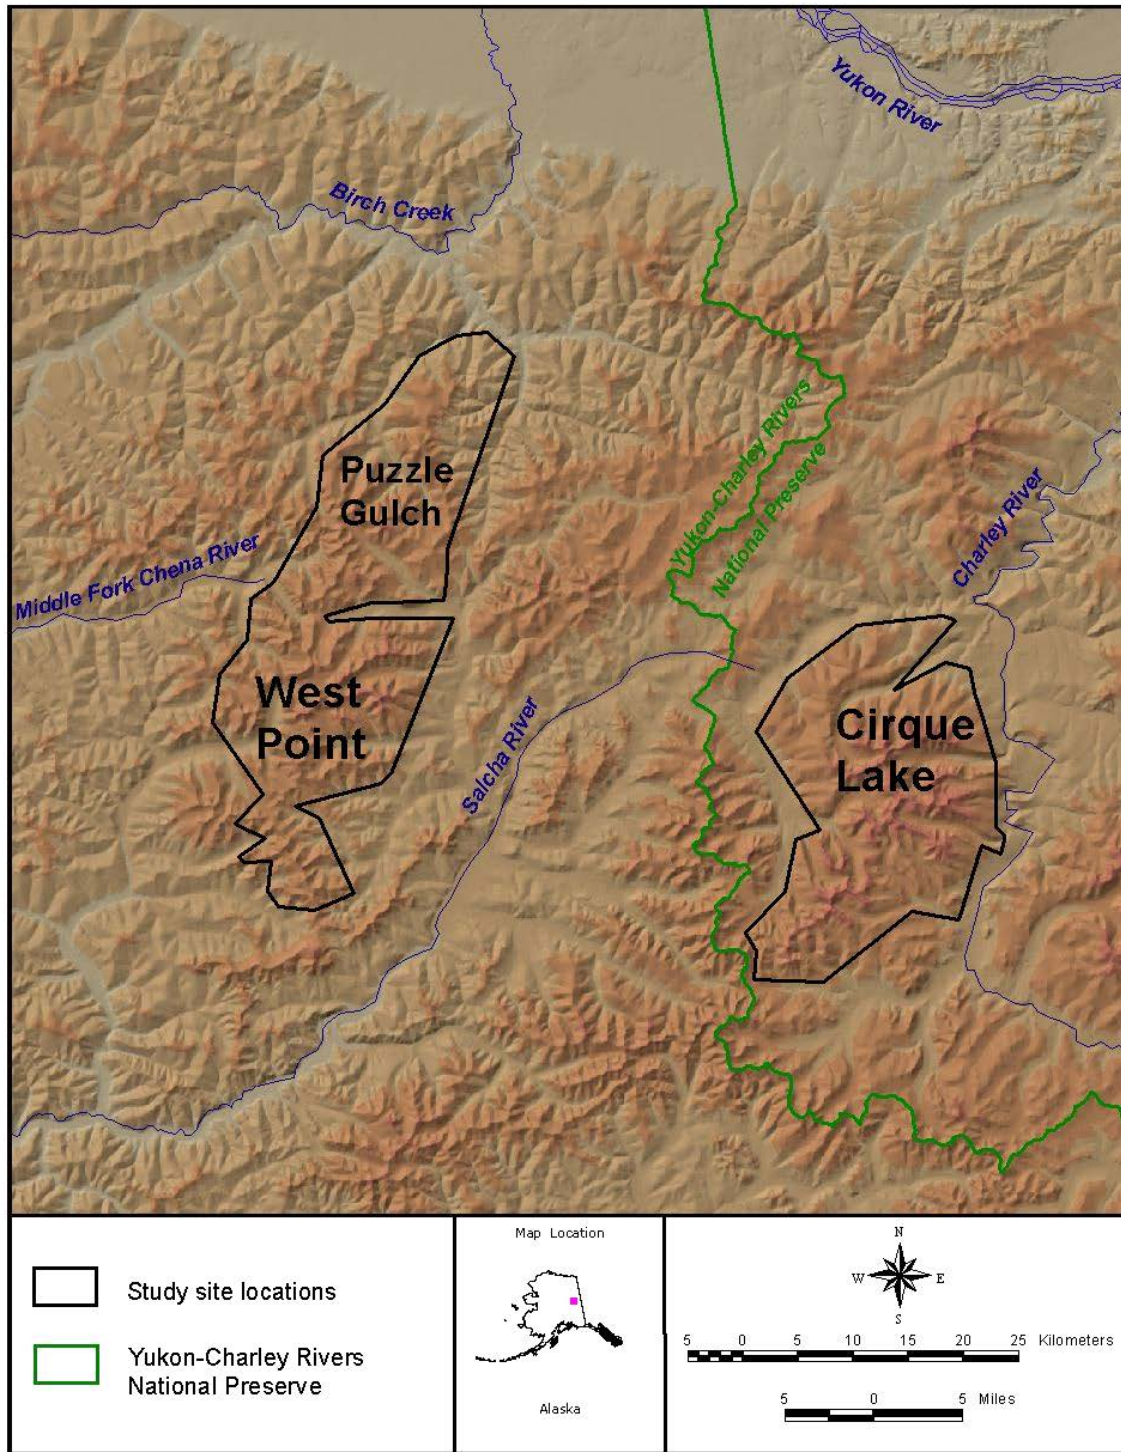 Yukon River
Birch Creek
Puzzle
Gulch
Yukon-Charley Rivers
National Preserve
Charley River
Middle Fork Chena River
West
Point
Salcha River
Cirque
Lake
Study site locations
Yukon-Charley Rivers
National Preserve
Map Location
Alaska
N
W E
S
5 0 5 10 15 20 25 Kilometers
5 0 5 Miles